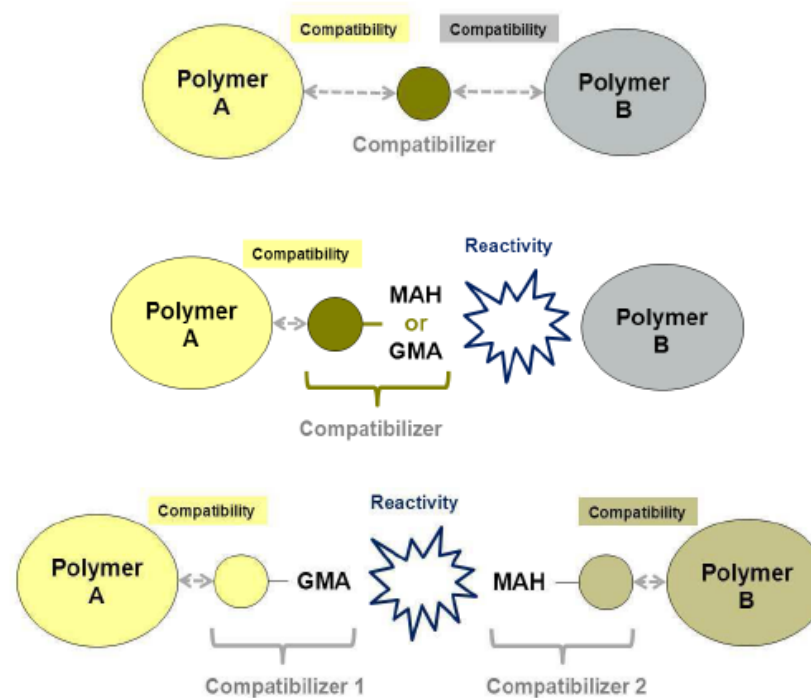 Compatibility Compatibility
Polymer
A
Polymer
B
Compatibilizer
Compatibility
Reactivity
Polymer
A
MAH
or
GMA
Polymer
B
Compatibilizer
Compatibility
Reactivity
Compatibility
Polymer
A
GMA
MAH
Polymer
B
Compatibilizer 1
Compatibilizer 2